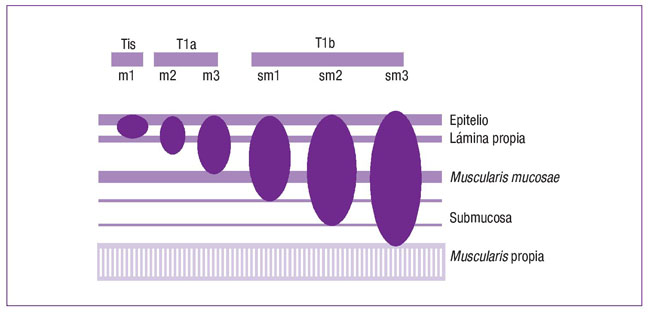 Tis T1a T1b
m1 m2 m3 sm1 sm2 sm3
Epitelio
Lámina propia
Muscularis mucosae
Submucosa
Muscularis propia